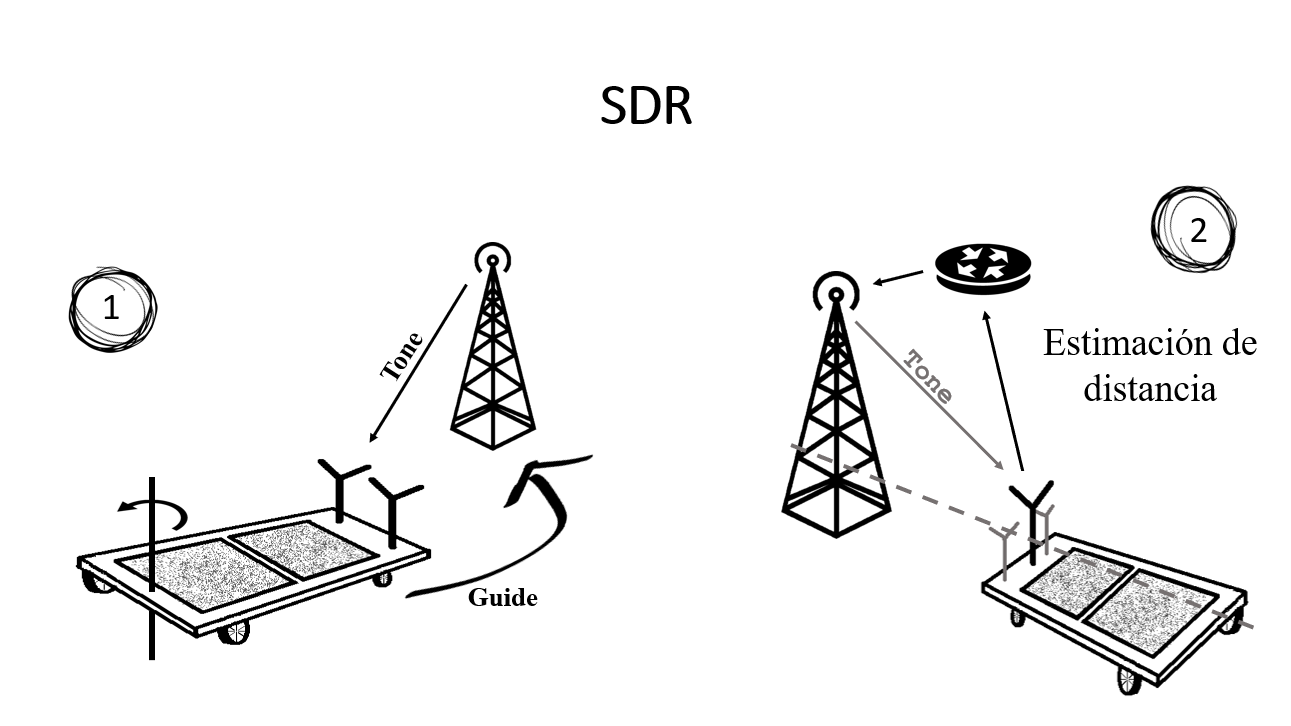 SDR
1
Tone
Guide
2
Tone
Estimación de
distancia